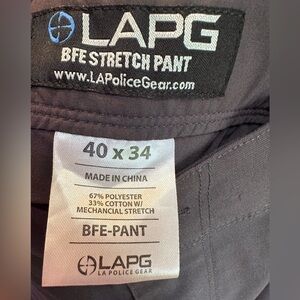 LAPG
BFE STRETCH PANT
www.LAPoliceGear.com
40 x 34
MADE IN CHINA
67% POLYESTER
33% COTTON W/
MECHANCIAL STRETCH
BFE-PANT
LAPG
LA POLICE GEAR